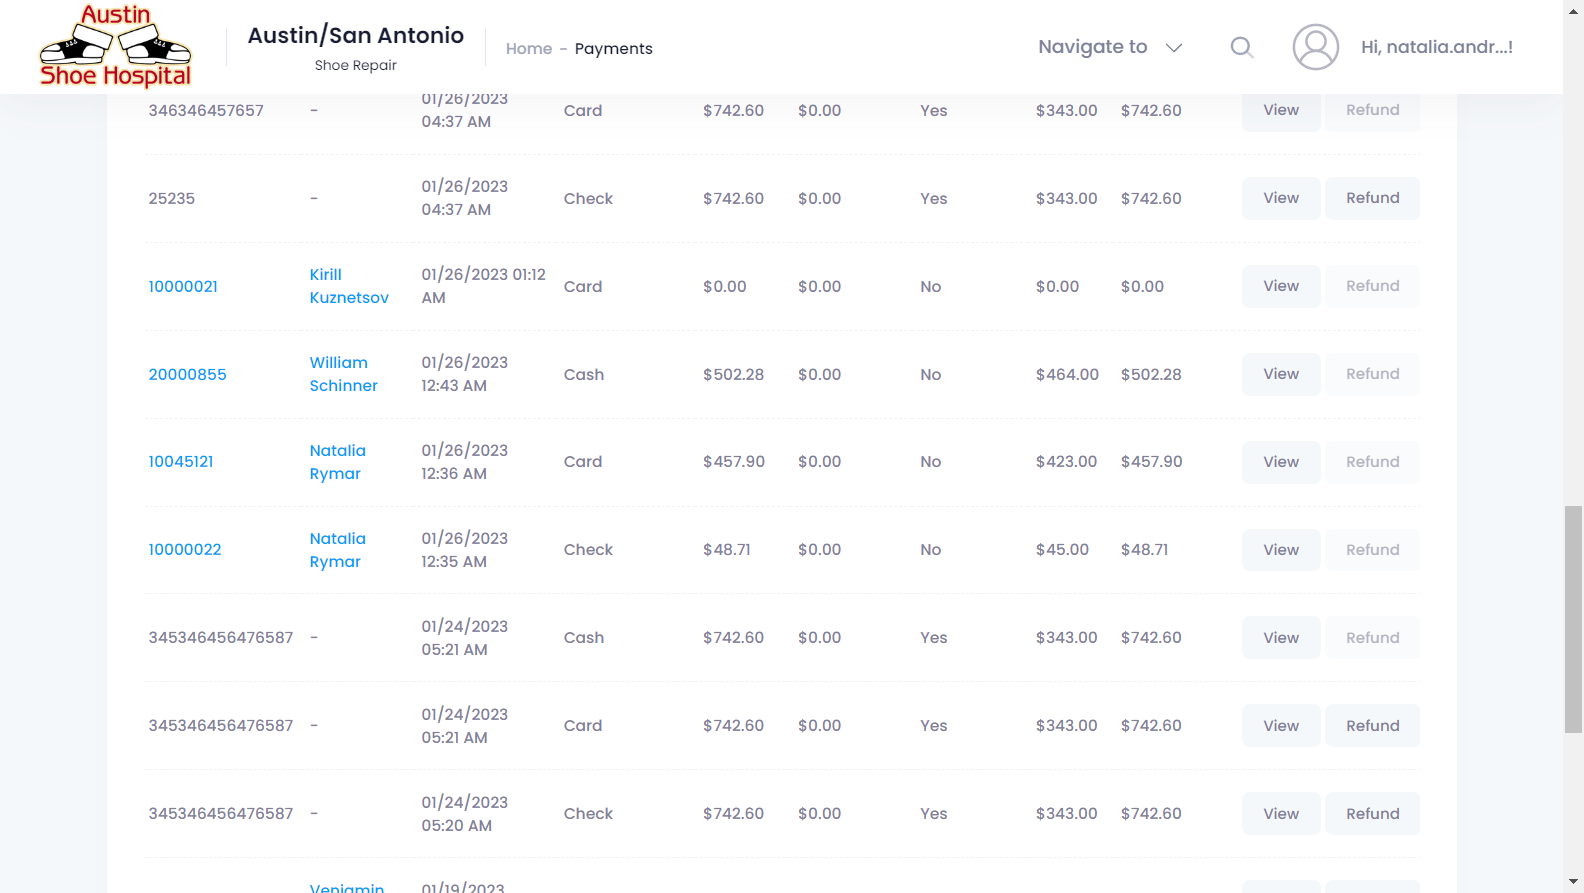 Austin
Shoe Hospital
Austin/San Antonio
Shoe Repair
Home - Payments
Navigate to
Hi, natalia.andr...!
346346457657 - 01/26/2023 04:37 AM Card $742.60 $0.00 Yes $343.00 $742.60 View Refund
25235 - 01/26/2023 04:37 AM Check $742.60 $0.00 Yes $343.00 $742.60 View Refund
10000021 Kirill Kuznetsov 01/26/2023 01:12 AM Card $0.00 $0.00 No $0.00 $0.00 View Refund
20000855 William Schinner 01/26/2023 12:43 AM Cash $502.28 $0.00 No $464.00 $502.28 View Refund
10045121 Natalia Rymar 01/26/2023 12:36 AM Card $457.90 $0.00 No $423.00 $457.90 View Refund
10000022 Natalia Rymar 01/26/2023 12:35 AM Check $48.71 $0.00 No $45.00 $48.71 View Refund
345346456476587 - 01/24/2023 05:21 AM Cash $742.60 $0.00 Yes $343.00 $742.60 View Refund
345346456476587 - 01/24/2023 05:21 AM Card $742.60 $0.00 Yes $343.00 $742.60 View Refund
345346456476587 - 01/24/2023 05:20 AM Check $742.60 $0.00 Yes $343.00 $742.60 View Refund
Veniamin 01/19/2023